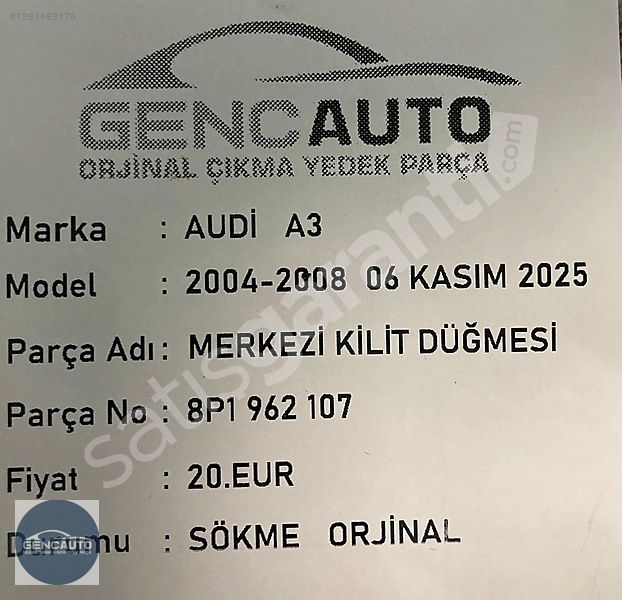 #1281483176
GENCAUTO
ORJİNAL ÇIKMA YEDEK PARÇA
Marka : AUDİ A3
Model : 2004-2008 06 KASIM 2025
Parça Adı : MERKEZİ KİLİT DÜĞMESİ
Parça No : 8P1 962 107
Fiyat : 20.EUR
: SÖKME ORJİNAL
GENCAUTO
satışgaranti.com